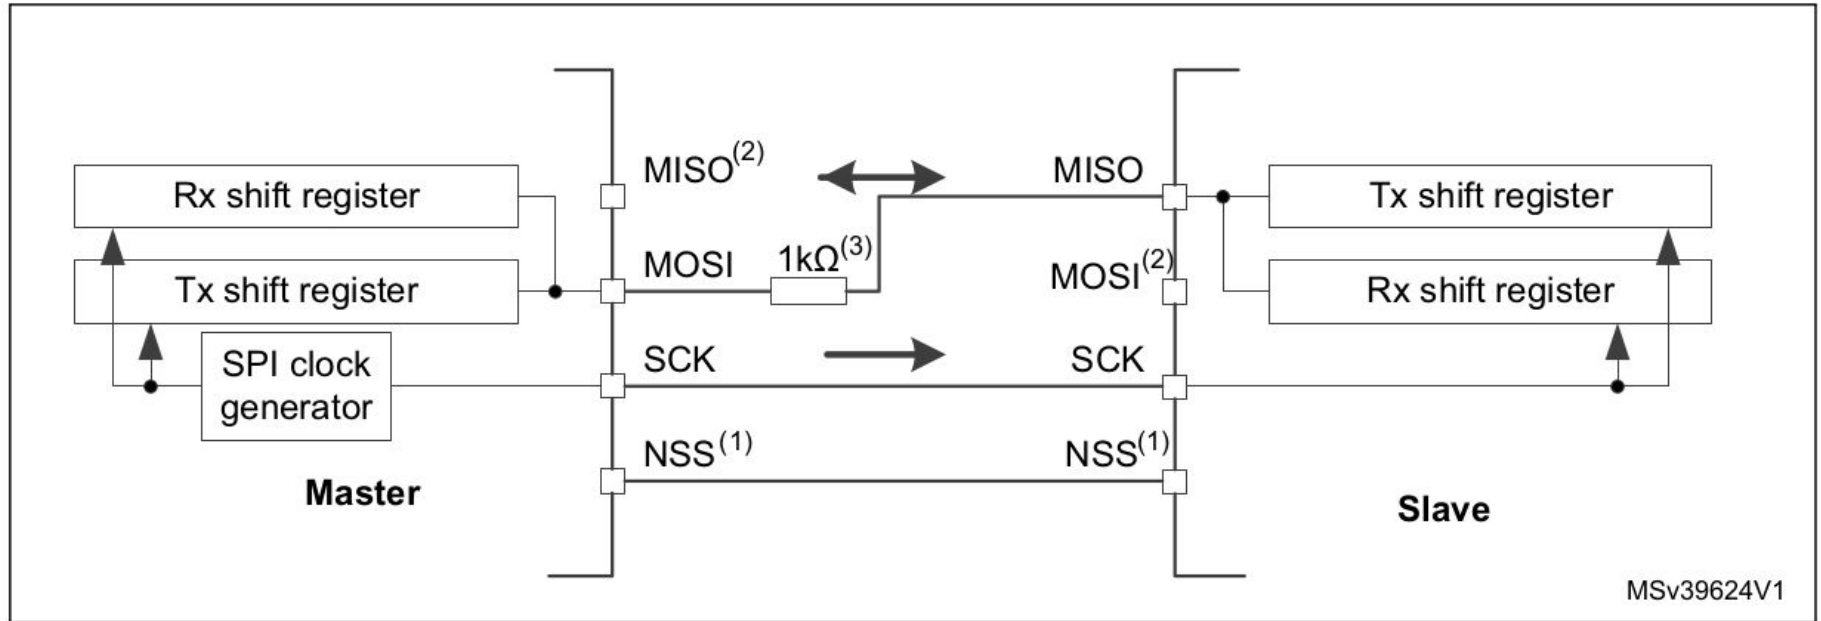 MISO(2)
MISO
Rx shift register
Tx shift register
MOSI
1kΩ(3)
MOSI(2)
Tx shift register
Rx shift register
SPI clock
generator
SCK
SCK
NSS(1)
NSS(1)
Master
Slave
MSv39624V1